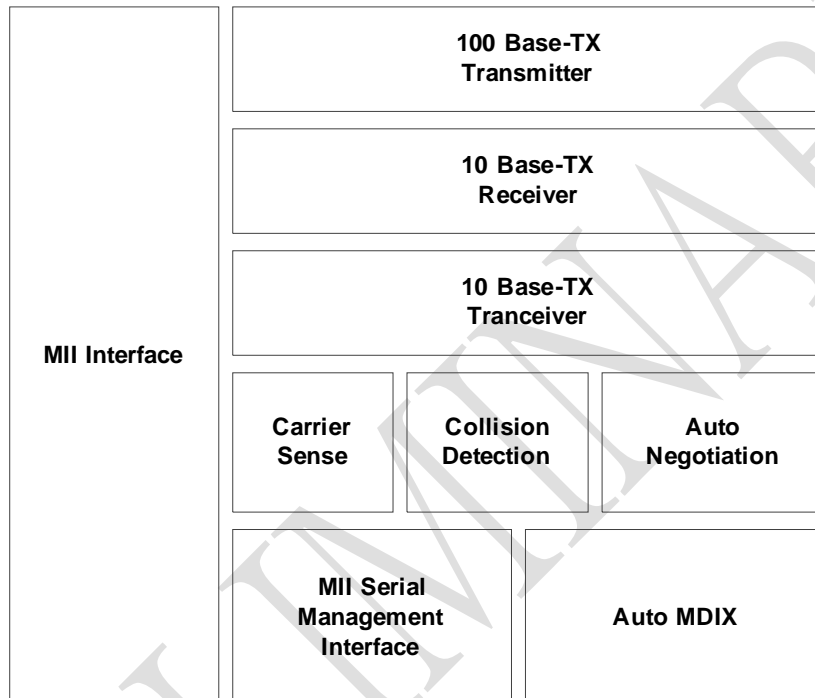 100 Base-TX
Transmitter
10 Base-TX
Receiver
10 Base-TX
Tranceiver
MII Interface
Carrier
Sense
Collision
Detection
Auto
Negotiation
MII Serial
Management
Interface
Auto MDIX